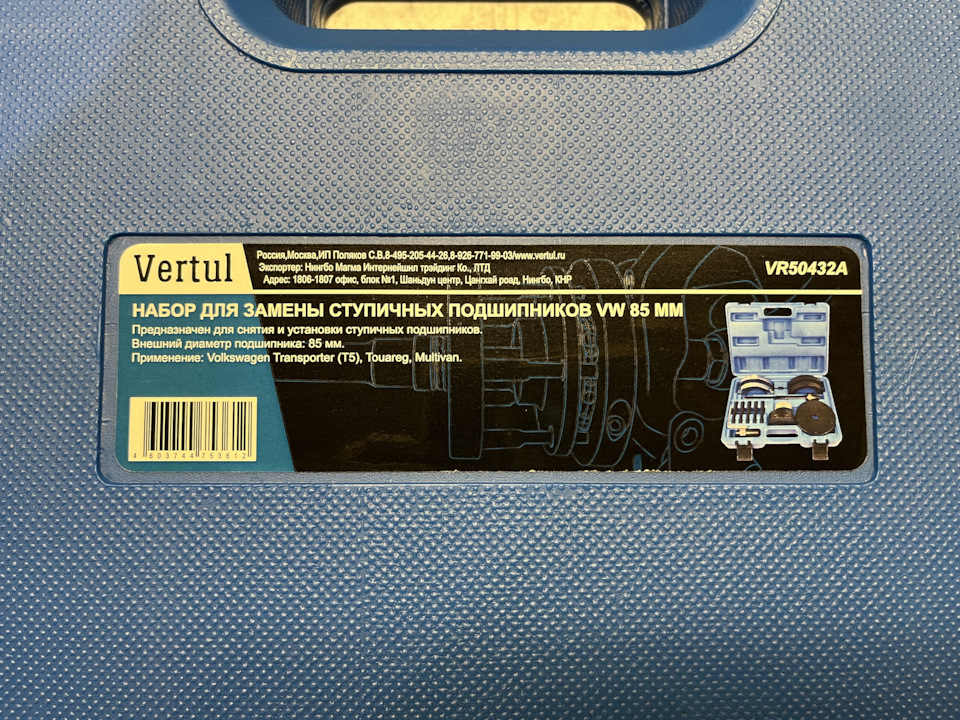 Vertul
Россия,Москва,ИП Поляков С.В,8-495-205-44-26,8-926-771-99-03/www.vertul.ru
Экспортер: Нингбо Магма Интернейшнл трэйдинг Ко., ЛТД
Адрес: 1806-1807 офис, блок №1, Шаньдун центр, Цангхай роад, Нингбо, КНР
VR50432A
НАБОР ДЛЯ ЗАМЕНЫ СТУПИЧНЫХ ПОДШИПНИКОВ VW 85 ММ
Предназначен для снятия и установки ступичных подшипников.
Внешний диаметр подшипника: 85 мм.
Применение: Volkswagen Transporter (T5), Touareg, Multivan.
4 603744 753612